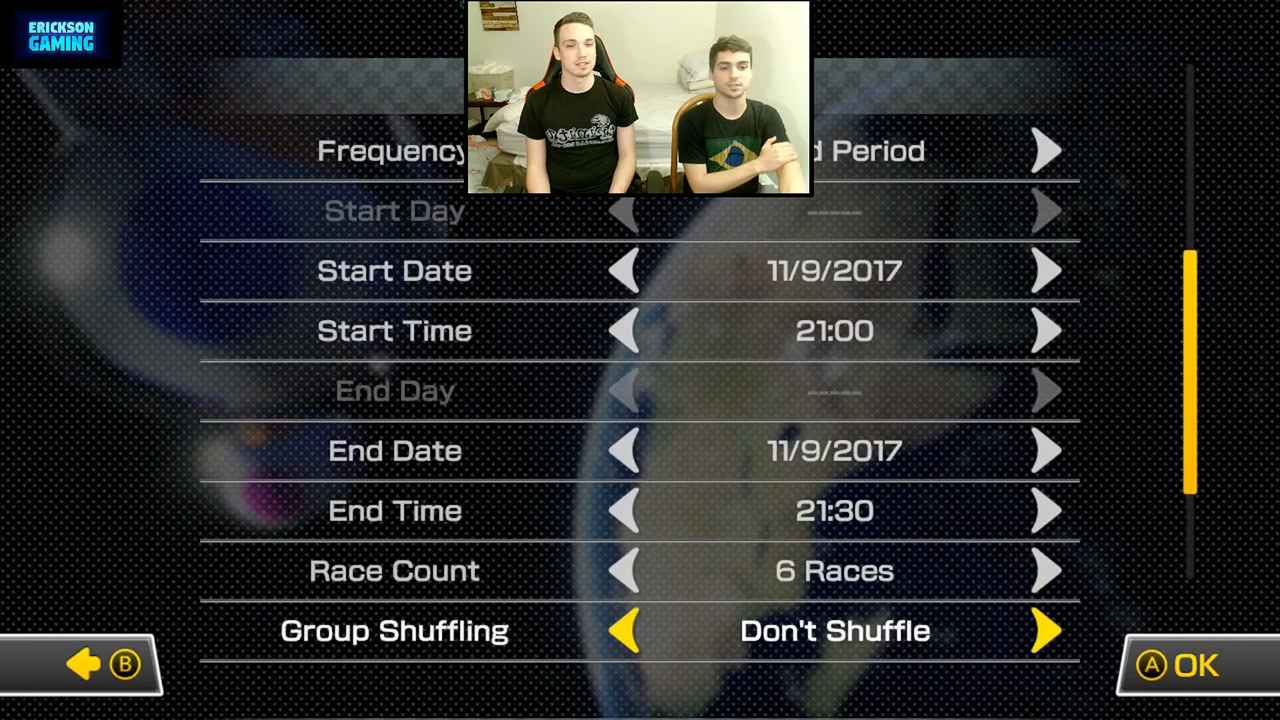 ERICKSON
GAMING
Frequency
d Period
Start Day
-----
Start Date
11/9/2017
Start Time
21:00
End Day
-----
End Date
11/9/2017
End Time
21:30
Race Count
6 Races
Group Shuffling
Don't Shuffle
B
A OK